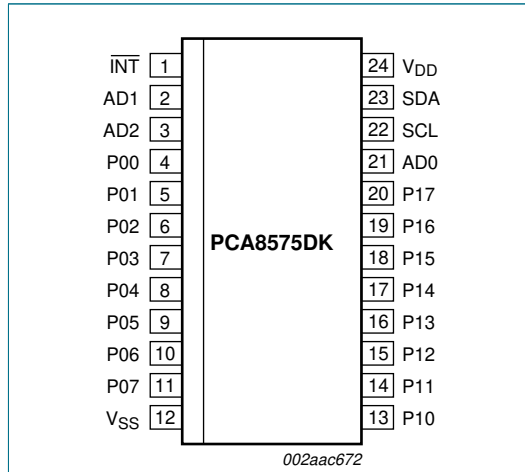 INT 1 24 VDD
AD1 2 23 SDA
AD2 3 22 SCL
P00 4 21 AD0
P01 5 20 P17
P02 6 19 P16
PCA8575DK
P03 7 18 P15
P04 8 17 P14
P05 9 16 P13
P06 10 15 P12
P07 11 14 P11
VSS 12 13 P10
002aac672